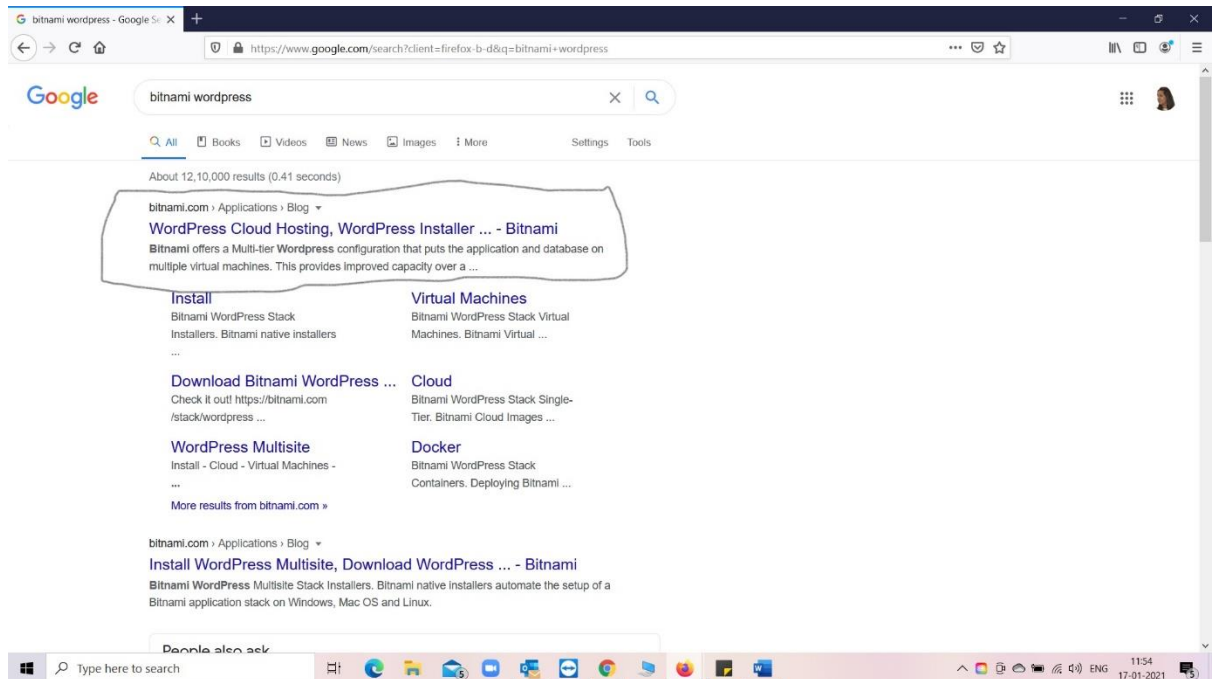 G bitnami wordpress - Google Se
https://www.google.com/search?client=firefox-b-d&q=bitnami+wordpress
Google
bitnami wordpress
All Books Videos News Images More Settings Tools
About 12,10,000 results (0.41 seconds)
bitnami.com › Applications › Blog
WordPress Cloud Hosting, WordPress Installer ... - Bitnami
Bitnami offers a Multi-tier Wordpress configuration that puts the application and database on
multiple virtual machines. This provides improved capacity over a ...
Install
Bitnami WordPress Stack
Installers. Bitnami native installers
...
Virtual Machines
Bitnami WordPress Stack Virtual
Machines. Bitnami Virtual ...
Download Bitnami WordPress ...
Check it out! https://bitnami.com
/stack/wordpress ...
Cloud
Bitnami WordPress Stack Single-
Tier. Bitnami Cloud Images ...
WordPress Multisite
Install - Cloud - Virtual Machines -
...
Docker
Bitnami WordPress Stack
Containers. Deploying Bitnami ...
More results from bitnami.com »
bitnami.com › Applications › Blog
Install WordPress Multisite, Download WordPress ... - Bitnami
Bitnami WordPress Multisite Stack Installers. Bitnami native installers automate the setup of a
Bitnami application stack on Windows, Mac OS and Linux.
People also ask
Type here to search
ENG
11:54
17-01-2021